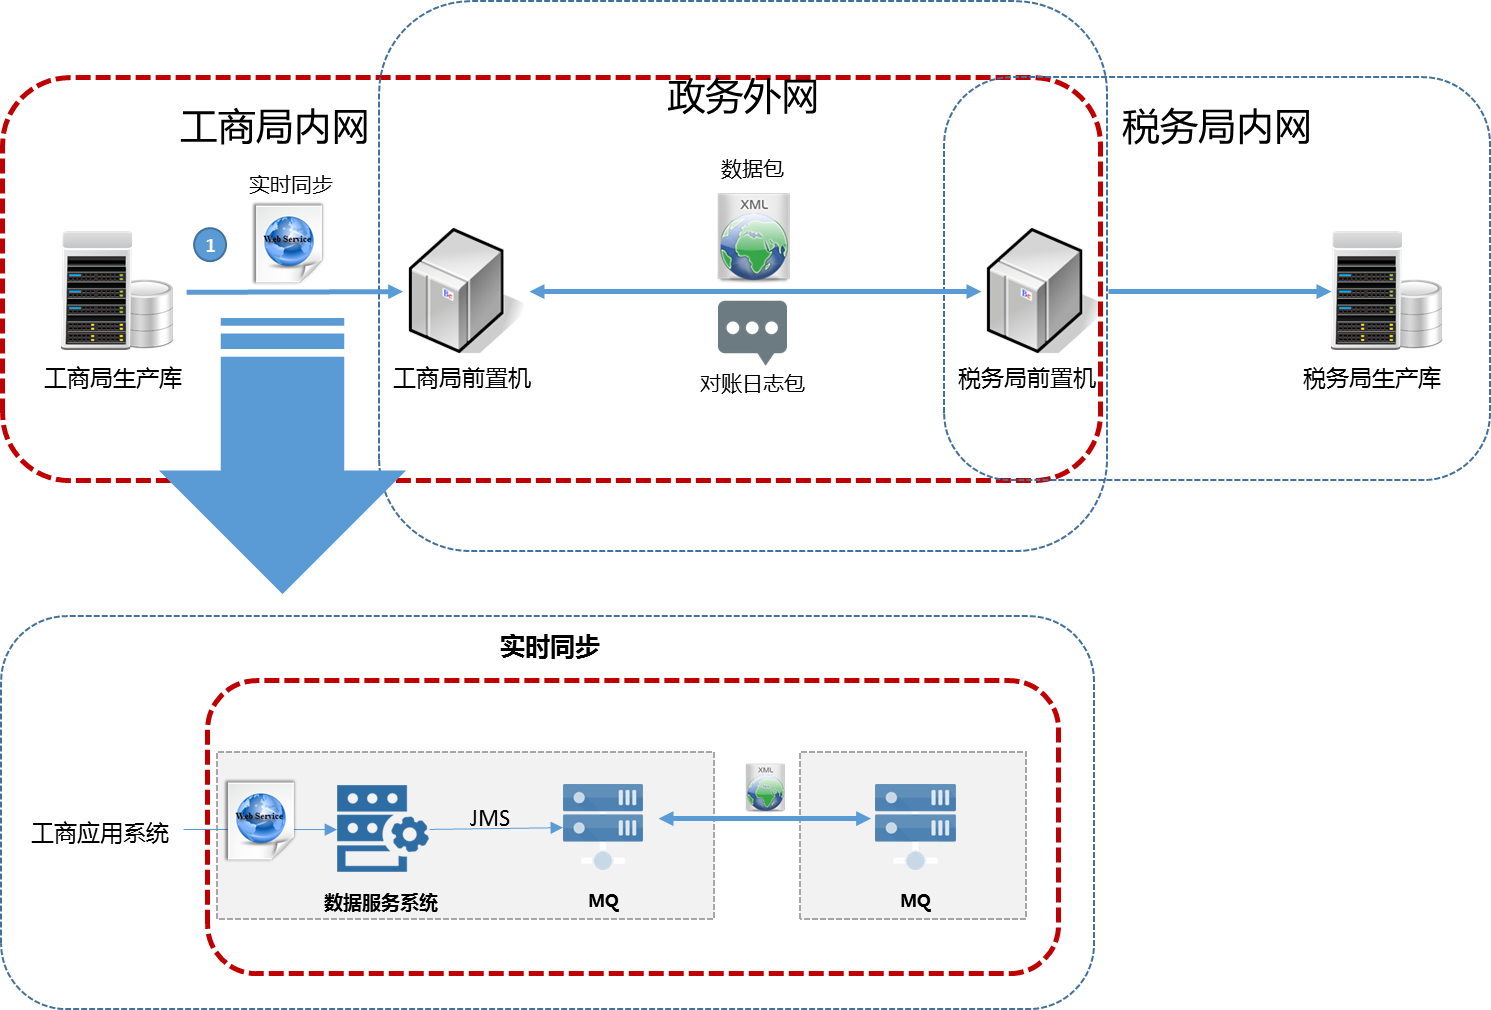 政务外网
工商局内网
税务局内网
数据包
实时同步
XML
1
Web Service
工商局生产库
工商局前置机
对账日志包
税务局前置机
税务局生产库
实时同步
XML
Web Service
JMS
工商应用系统
数据服务系统
MQ
MQ